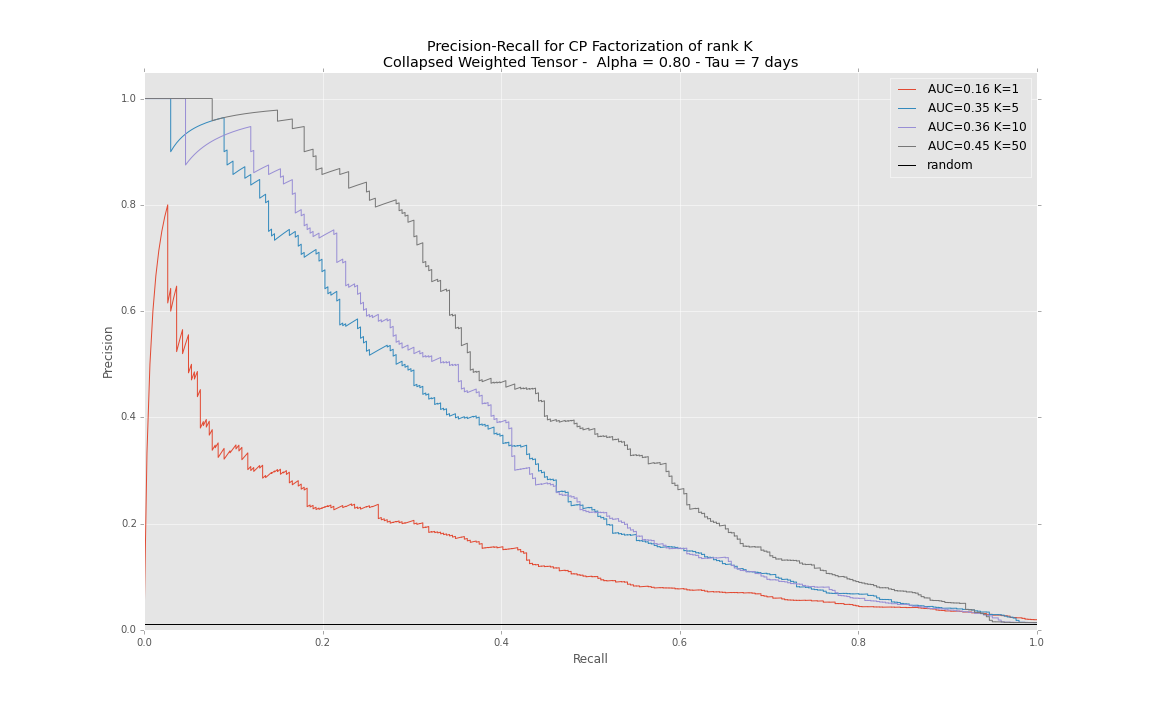 Precision-Recall for CP Factorization of rank K
Collapsed Weighted Tensor -  Alpha = 0.80 - Tau = 7 days
AUC=0.16 K=1
AUC=0.35 K=5
AUC=0.36 K=10
AUC=0.45 K=50
random
1.0
0.8
0.6
0.4
0.2
0.0
Precision
0.0 0.2 0.4 0.6 0.8 1.0
Recall